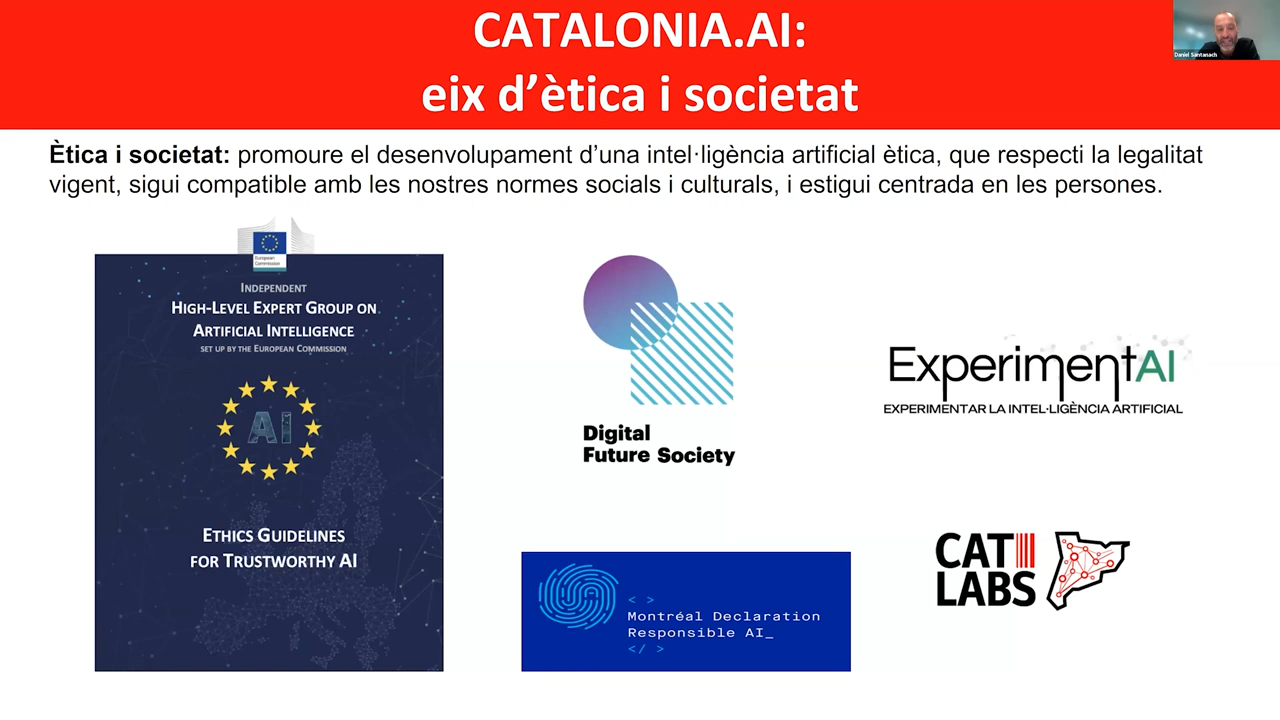 CATALONIA.AI:
eix d’ètica i societat
Daniel Santanach
Ètica i societat: promoure el desenvolupament d’una intel·ligència artificial ètica, que respecti la legalitat
vigent, sigui compatible amb les nostres normes socials i culturals, i estigui centrada en les persones.
European
Commission
INDEPENDENT
HIGH-LEVEL EXPERT GROUP ON
ARTIFICIAL INTELLIGENCE
SET UP BY THE EUROPEAN COMMISSION
AI
ETHICS GUIDELINES
FOR TRUSTWORTHY AI
Digital
Future Society
ExperimentAI
EXPERIMENTAR LA INTEL·LIGÈNCIA ARTIFICIAL
< >
Montréal Declaration
Responsible AI_
</ >
CAT
LABS